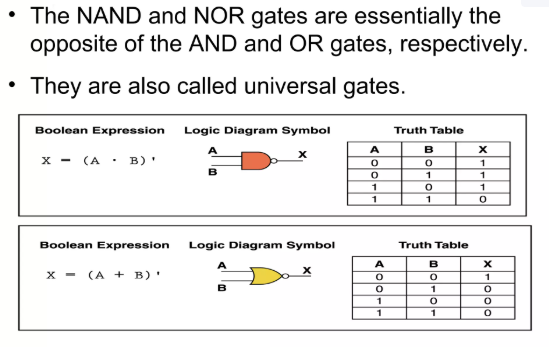 • The NAND and NOR gates are essentially the
opposite of the AND and OR gates, respectively.
• They are also called universal gates.
Boolean Expression Logic Diagram Symbol Truth Table
X = (A · B)'
A
B
X
A B X
0 0 1
0 1 1
1 0 1
1 1 0
Boolean Expression Logic Diagram Symbol Truth Table
X = (A + B)'
A
B
X
A B X
0 0 1
0 1 0
1 0 0
1 1 0